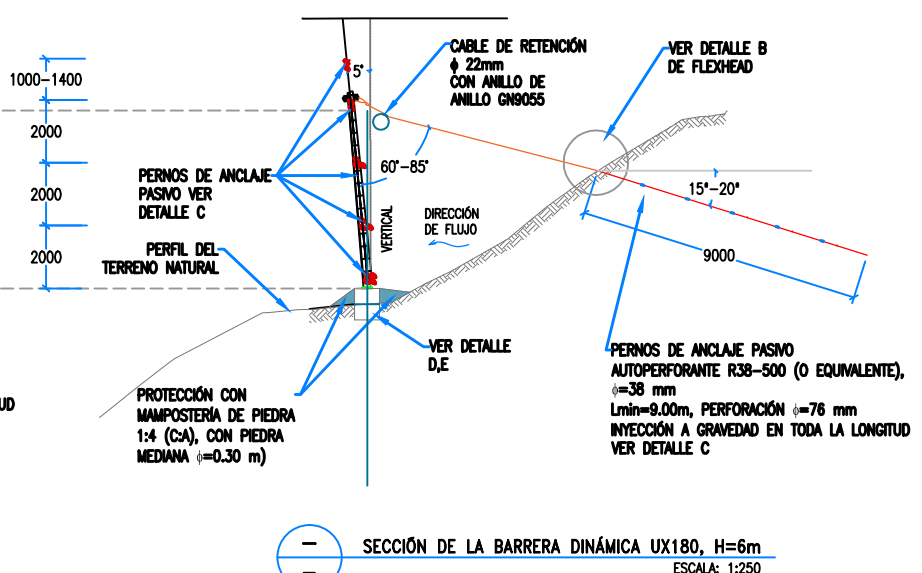 1000-1400
2000
2000
2000
5°
CABLE DE RETENCIÓN
ϕ 22mm
CON ANILLO DE
ANILLO GN9055
VER DETALLE B
DE FLEXHEAD
60°-85°
15°-20°
9000
PERNOS DE ANCLAJE
PASIVO VER
DETALLE C
VERTICAL
DIRECCIÓN
DE FLUJO
PERFIL DEL
TERRENO NATURAL
VER DETALLE
D,E
PROTECCIÓN CON
MAMPOSTERÍA DE PIEDRA
1:4 (C:A), CON PIEDRA
MEDIANA ϕ=0.30 m)
UD
PERNOS DE ANCLAJE PASIVO
AUTOPERFORANTE R38-500 (O EQUIVALENTE),
ϕ=38 mm
Lmin=9.00m, PERFORACIÓN ϕ=76 mm
INYECCIÓN A GRAVEDAD EN TODA LA LONGITUD
VER DETALLE C
SECCIÓN DE LA BARRERA DINÁMICA UX180, H=6m
ESCALA: 1:250